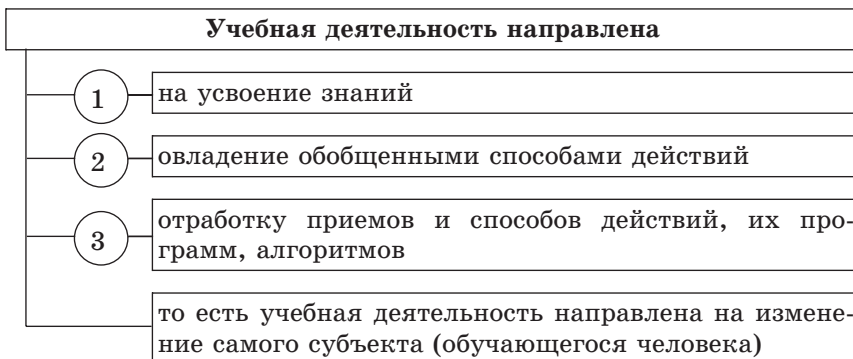 Учебная деятельность направлена
1 на усвоение знаний
2 овладение обобщенными способами действий
3 отработку приемов и способов действий, их про-
грамм, алгоритмов
то есть учебная деятельность направлена на измене-
ние самого субъекта (обучающегося человека)